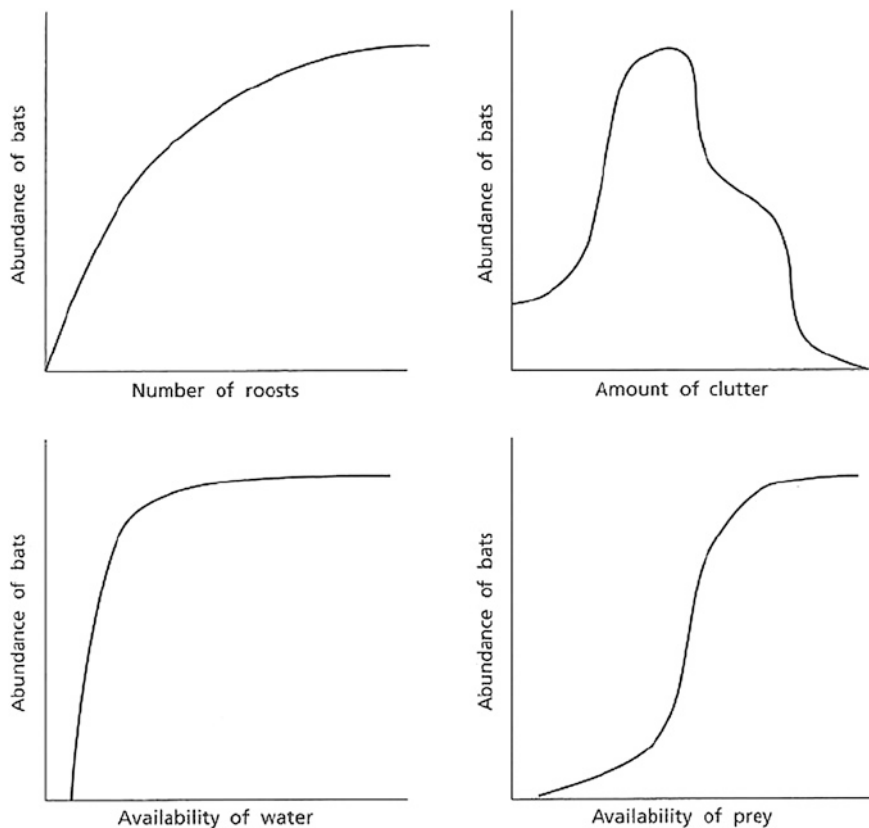 Abundance of bats
Number of roosts
Abundance of bats
Amount of clutter
Abundance of bats
Availability of water
Abundance of bats
Availability of prey